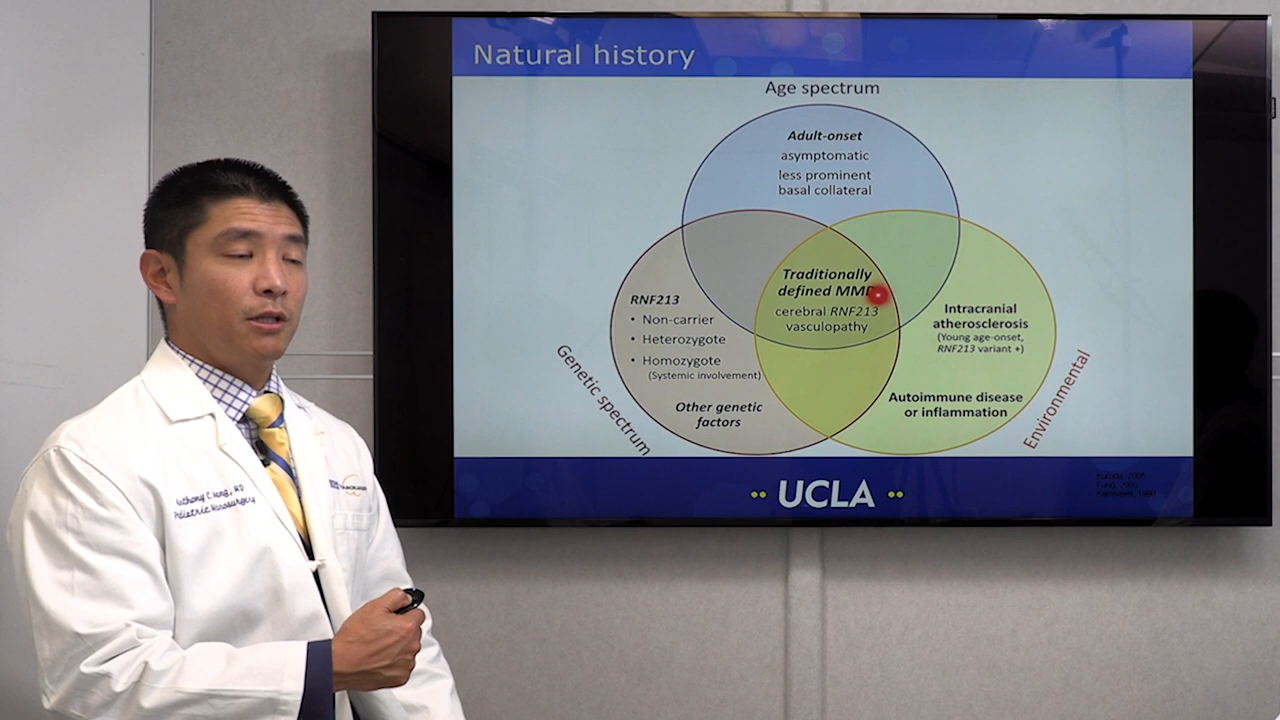 Natural history
Age spectrum
Adult-onset
asymptomatic
less prominent
basal collateral
Traditionally
defined MMD
cerebral RNF213
vasculopathy
RNF213
• Non-carrier
• Heterozygote
• Homozygote
(Systemic involvement)
Other genetic
factors
Genetic spectrum
Intracranial
atherosclerosis
(Young age-onset,
RNF213 variant +)
Autoimmune disease
or inflammation
Environmental
UCLA
Anthony C. Wang, MD
Pediatric Neurosurgery